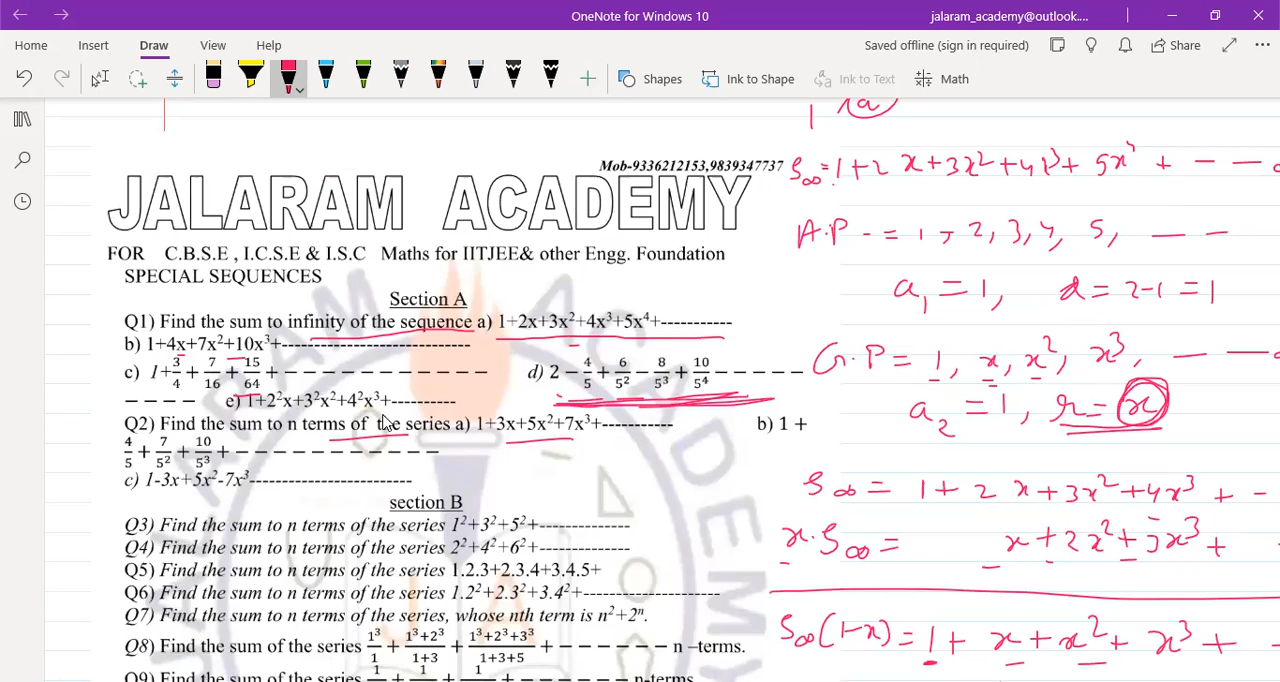 OneNote for Windows 10
jalaram_academy@outlook....
Home Insert Draw View Help
Saved offline (sign in required)
Share
Shapes
Ink to Shape
Ink to Text
Math
Mob-9336212153,9839347737
JALARAM ACADEMY
FOR C.B.S.E , I.C.S.E & I.S.C Maths for IITJEE& other Engg. Foundation
SPECIAL SEQUENCES
Section A
Q1) Find the sum to infinity of the sequence a) 1+2x+3x²+4x³+5x⁴+-----------
b) 1+4x+7x²+10x³+-----------------------------
c) 1+3/4+7/16+15/64+ – – – – – – – – – – – d) 2 − 4/5 + 6/5² − 8/5³ + 10/5⁴ – – – – –
– – – – e) 1+2²x+3²x²+4²x³+----------
Q2) Find the sum to n terms of the series a) 1+3x+5x²+7x³+----------- b) 1 +
4/5 + 7/5² + 10/5³ + – – – – – – – – – – –
c) 1-3x+5x²-7x³-------------------------
section B
Q3) Find the sum to n terms of the series 1²+3²+5²+--------------
Q4) Find the sum to n terms of the series 2²+4²+6²+--------------
Q5) Find the sum to n terms of the series 1.2.3+2.3.4+3.4.5+
Q6) Find the sum to n terms of the series 1.2²+2.3²+3.4²+---------------------
Q7) Find the sum to n terms of the series, whose nth term is n²+2ⁿ.
Q8) Find sum of the series 1³/1 + (1³+2³)/(1+3) + (1³+2³+3³)/(1+3+5) + – – – – – – – n –terms.
Q9) Find the sum of the series n-terms
(a)
S∞ = 1+2x+3x²+4x³+5x⁴+ – – –
A.P - = 1, 2, 3, 4, 5, – –
a₁ = 1, d = 2-1 = 1
G.P = 1, x, x², x³, – –
a₂ = 1, r = x
S∞ = 1+2x+3x²+4x³+ -
x.S∞ = x+2x²+3x³+
S∞(1-x) = 1+x+x²+x³+ -